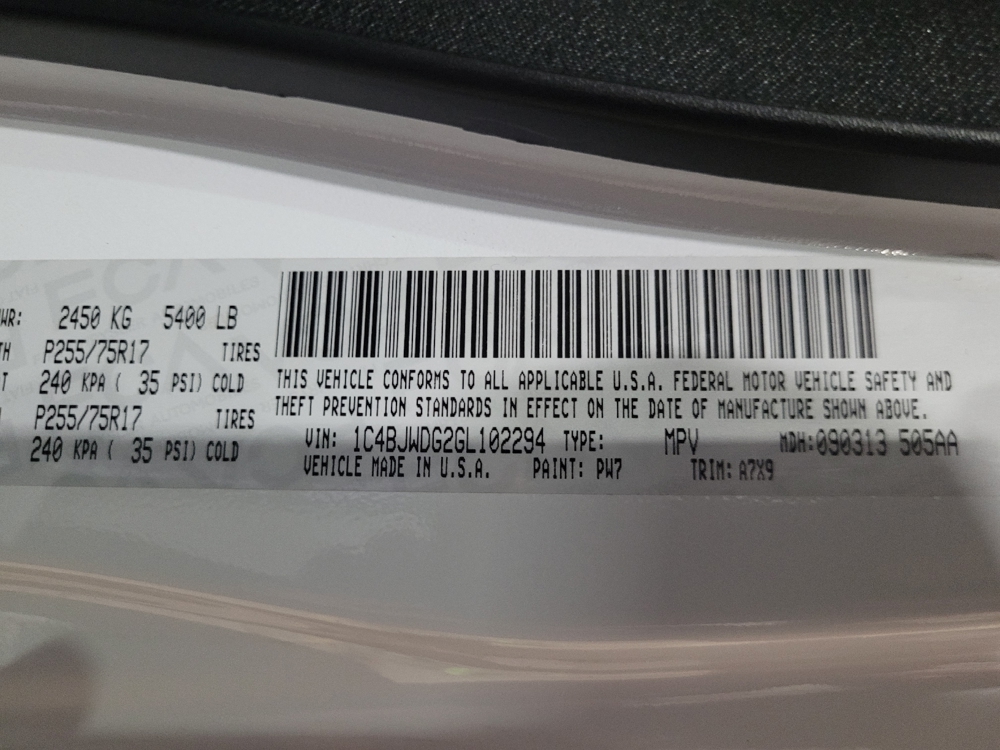 WR: 2450 KG 5400 LB
TH P255/75R17 TIRES
T 240 KPA ( 35 PSI) COLD
P255/75R17 TIRES
240 KPA ( 35 PSI) COLD
THIS VEHICLE CONFORMS TO ALL APPLICABLE U.S.A. FEDERAL MOTOR VEHICLE SAFETY AND
THEFT PREVENTION STANDARDS IN EFFECT ON THE DATE OF MANUFACTURE SHOWN ABOVE.
VIN: 1C4BJWDG2GL102294 TYPE: MPV MDH:090313 505AA
VEHICLE MADE IN U.S.A. PAINT: PW7 TRIM: A7X9